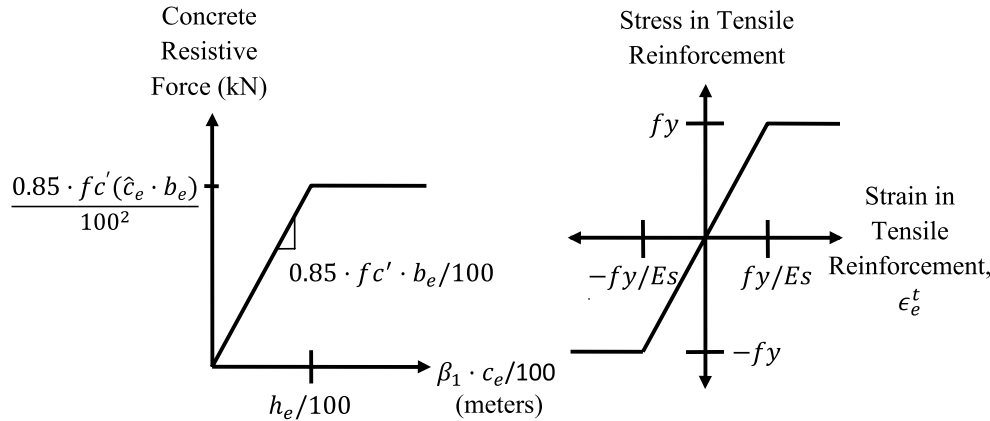 Concrete
Resistive
Force (kN)
0.85 · fc′(ĉₑ · bₑ)
100²
0.85 · fc′ · bₑ/100
hₑ/100
β₁ · cₑ/100
(meters)
Stress in Tensile
Reinforcement
fy
−fy/Es
fy/Es
−fy
Strain in
Tensile
Reinforcement,
ϵₑᵗ